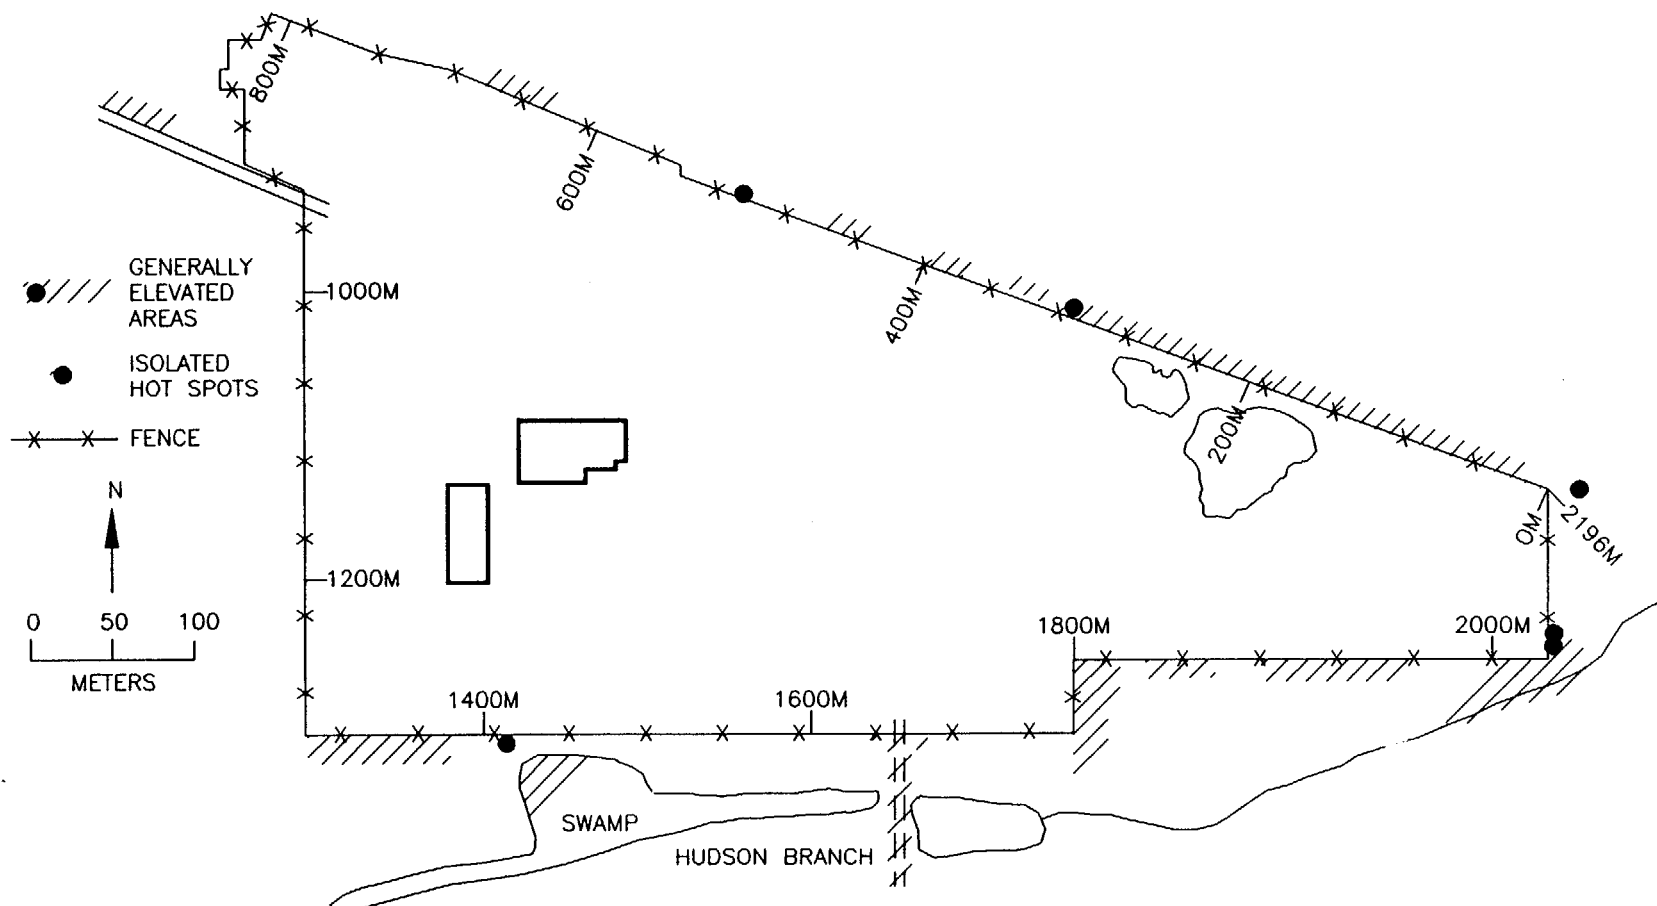 800M
600M
GENERALLY
ELEVATED
AREAS
1000M
400M
ISOLATED
HOT SPOTS
FENCE
200M
N
0M
2196M
1200M
0 50 100
METERS
1800M
2000M
1400M
1600M
SWAMP
HUDSON BRANCH